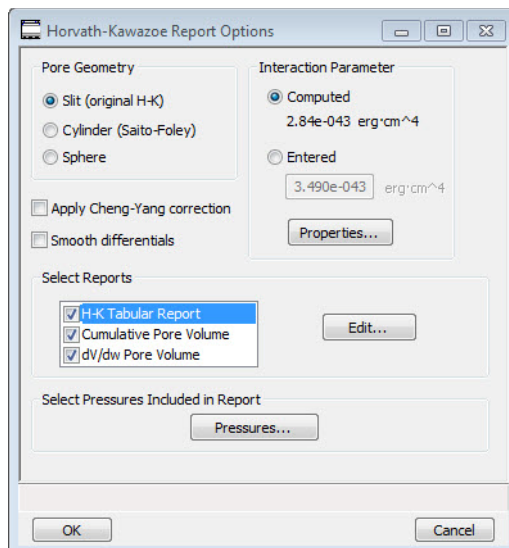 Horvath-Kawazoe Report Options
Pore Geometry
Slit (original H-K)
Cylinder (Saito-Foley)
Sphere
Interaction Parameter
Computed
2.84e-043 erg·cm^4
Entered
3.490e-043 erg·cm^4
Properties...
Apply Cheng-Yang correction
Smooth differentials
Select Reports
H-K Tabular Report
Cumulative Pore Volume
dV/dw Pore Volume
Edit...
Select Pressures Included in Report
Pressures...
OK
Cancel